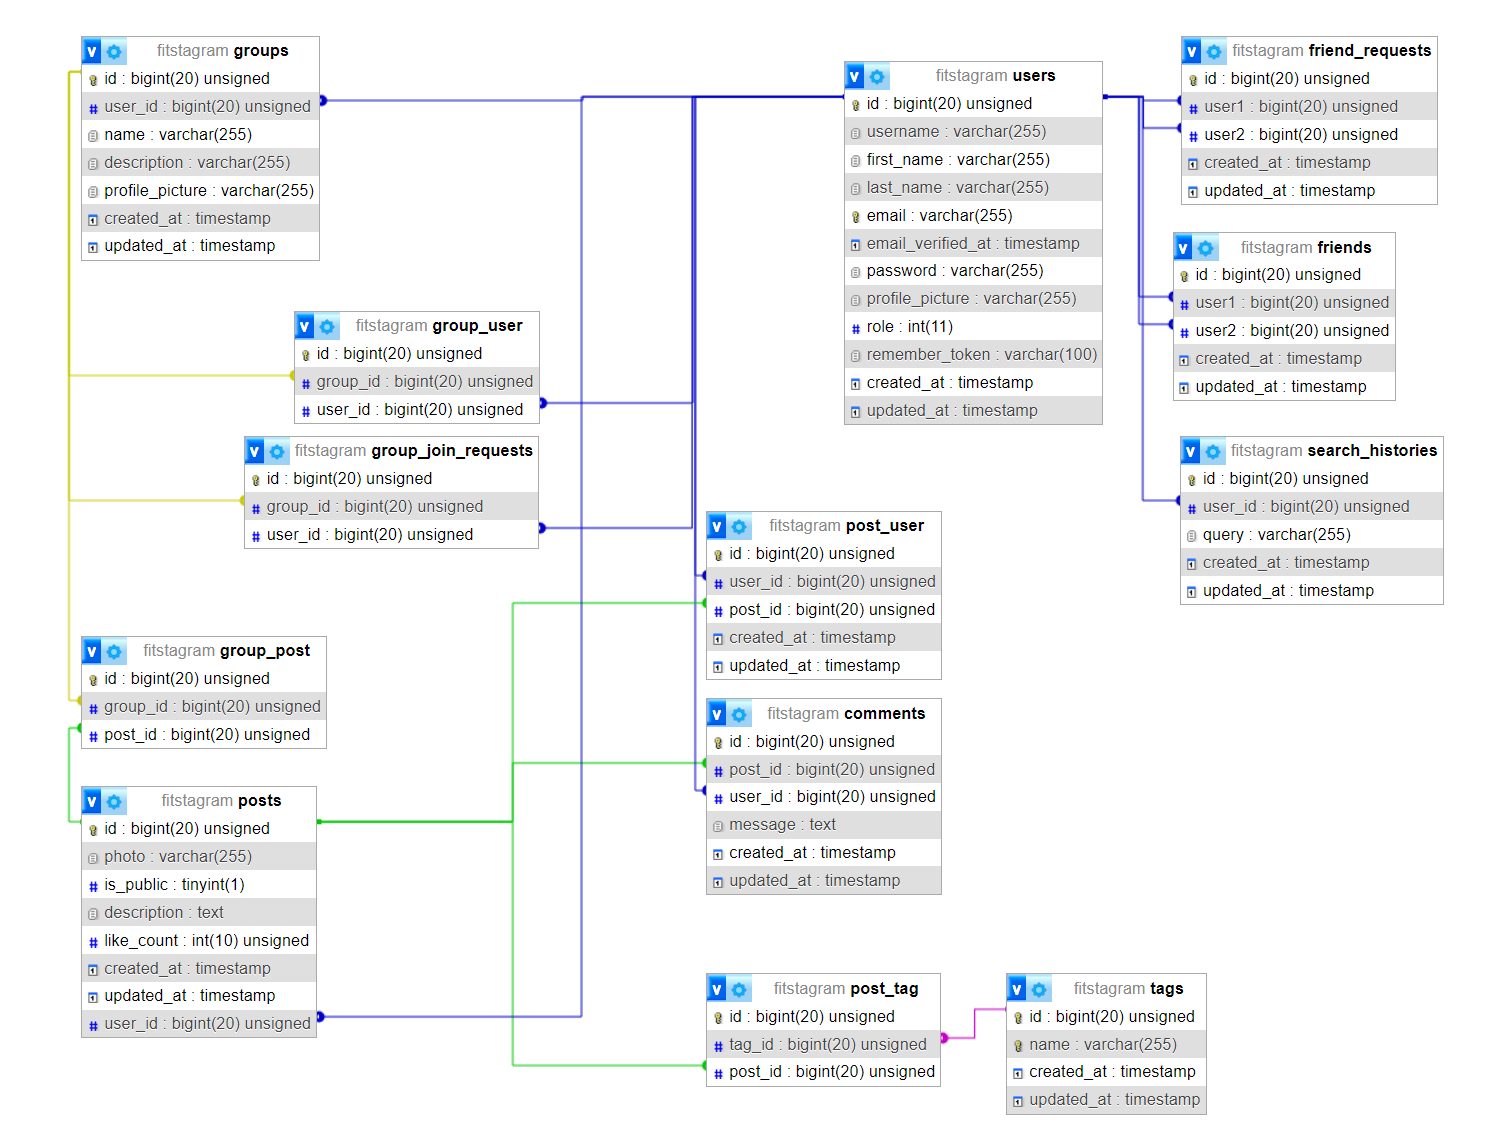 v fitstagram groups
id : bigint(20) unsigned
# user_id : bigint(20) unsigned
name : varchar(255)
description : varchar(255)
profile_picture : varchar(255)
created_at : timestamp
updated_at : timestamp
v fitstagram users
id : bigint(20) unsigned
username : varchar(255)
first_name : varchar(255)
last_name : varchar(255)
email : varchar(255)
email_verified_at : timestamp
password : varchar(255)
profile_picture : varchar(255)
# role : int(11)
remember_token : varchar(100)
created_at : timestamp
updated_at : timestamp
v fitstagram friend_requests
id : bigint(20) unsigned
# user1 : bigint(20) unsigned
# user2 : bigint(20) unsigned
created_at : timestamp
updated_at : timestamp
v fitstagram friends
id : bigint(20) unsigned
# user1 : bigint(20) unsigned
# user2 : bigint(20) unsigned
created_at : timestamp
updated_at : timestamp
v fitstagram group_user
id : bigint(20) unsigned
# group_id : bigint(20) unsigned
# user_id : bigint(20) unsigned
v fitstagram group_join_requests
id : bigint(20) unsigned
# group_id : bigint(20) unsigned
# user_id : bigint(20) unsigned
v fitstagram search_histories
id : bigint(20) unsigned
# user_id : bigint(20) unsigned
query : varchar(255)
created_at : timestamp
updated_at : timestamp
v fitstagram post_user
id : bigint(20) unsigned
# user_id : bigint(20) unsigned
# post_id : bigint(20) unsigned
created_at : timestamp
updated_at : timestamp
v fitstagram group_post
id : bigint(20) unsigned
# group_id : bigint(20) unsigned
# post_id : bigint(20) unsigned
v fitstagram comments
id : bigint(20) unsigned
# post_id : bigint(20) unsigned
# user_id : bigint(20) unsigned
message : text
created_at : timestamp
updated_at : timestamp
v fitstagram posts
id : bigint(20) unsigned
photo : varchar(255)
# is_public : tinyint(1)
description : text
# like_count : int(10) unsigned
created_at : timestamp
updated_at : timestamp
# user_id : bigint(20) unsigned
v fitstagram post_tag
id : bigint(20) unsigned
# tag_id : bigint(20) unsigned
# post_id : bigint(20) unsigned
v fitstagram tags
id : bigint(20) unsigned
name : varchar(255)
created_at : timestamp
updated_at : timestamp